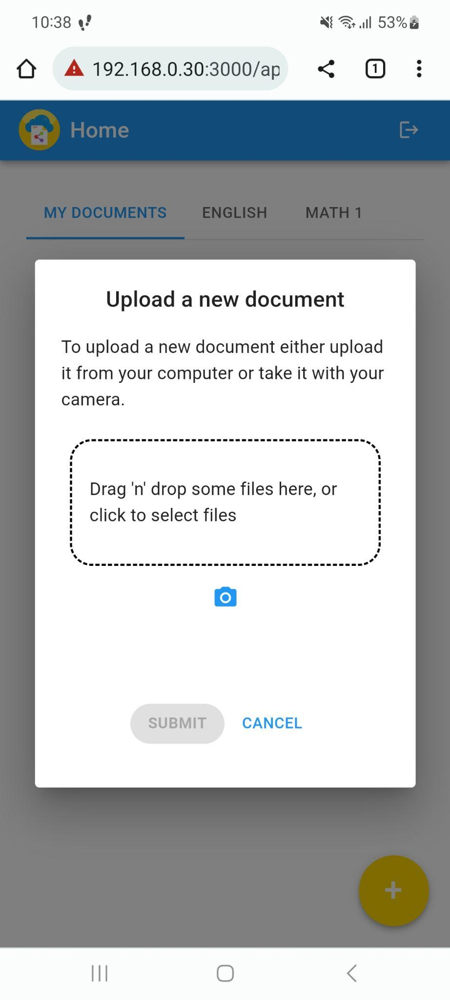 10:38
53%
192.168.0.30:3000/ap
1
Home
MY DOCUMENTS
ENGLISH
MATH 1
Upload a new document
To upload a new document either upload
it from your computer or take it with your
camera.
Drag 'n' drop some files here, or
click to select files
SUBMIT
CANCEL
+